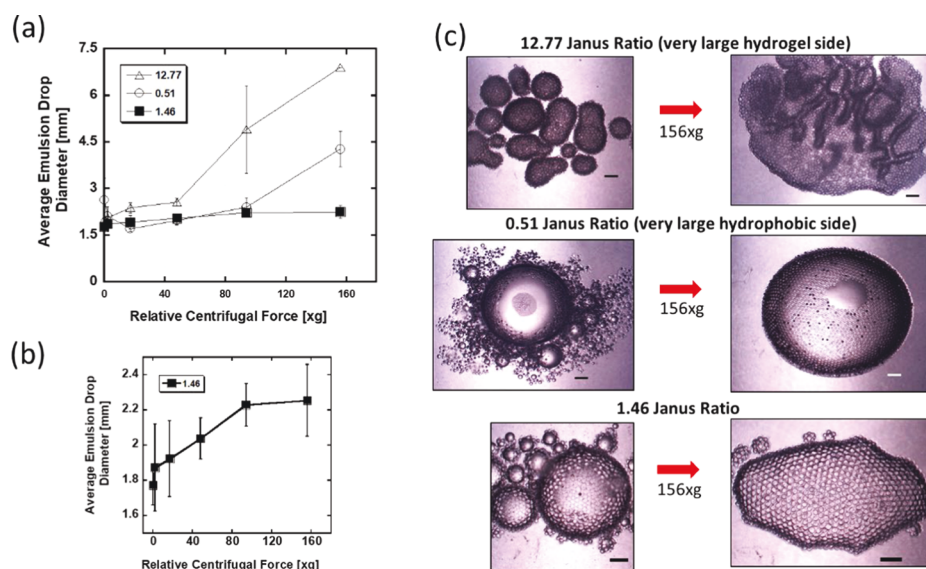 (a)
Average Emulsion Drop
Diameter [mm]
9
7.5
6
4.5
3
1.5
0
12.77
0.51
1.46
0 40 80 120 160
Relative Centrifugal Force [xg]
(b)
Average Emulsion Drop
Diameter [mm]
2.4
2.2
2
1.8
1.6
1.46
0 40 80 120 160
Relative Centrifugal Force [xg]
(c)
12.77 Janus Ratio (very large hydrogel side)
156xg
0.51 Janus Ratio (very large hydrophobic side)
156xg
1.46 Janus Ratio
156xg